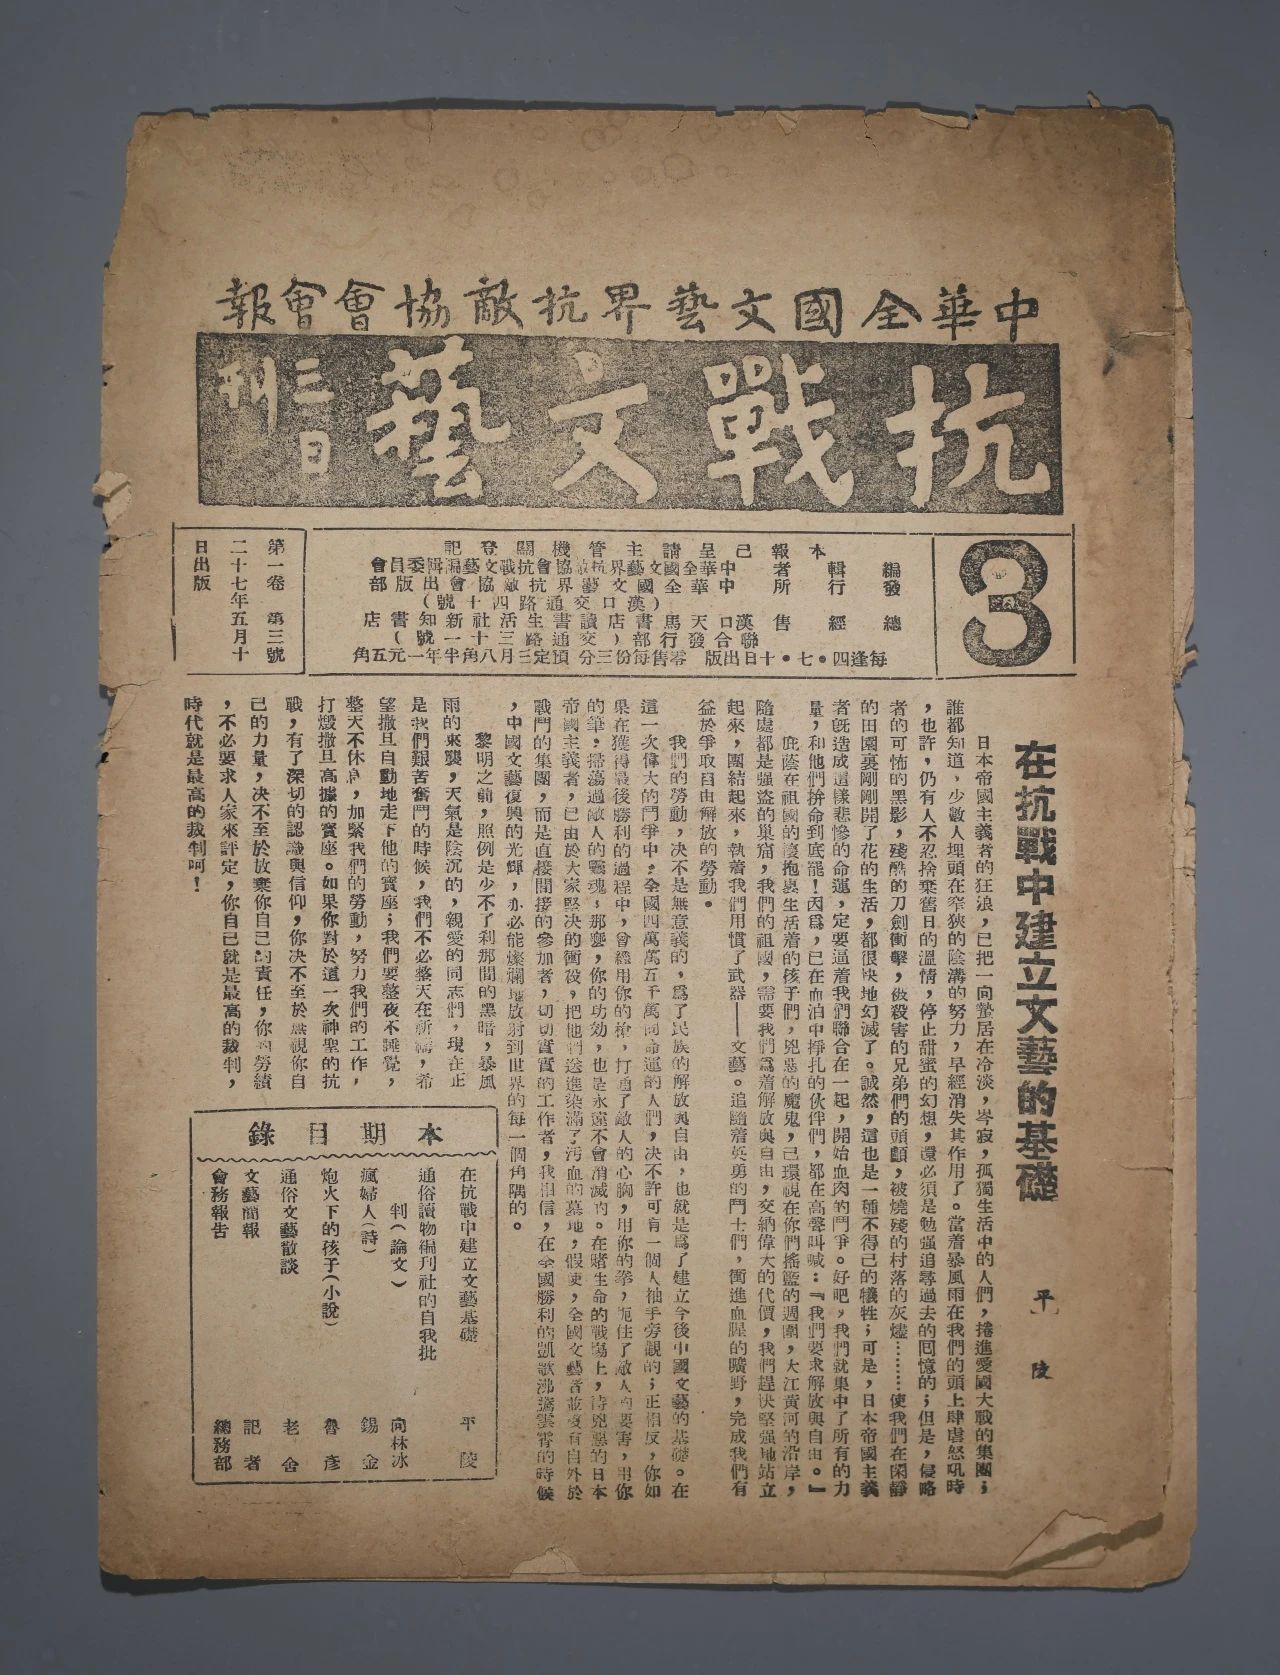 中華全國文藝界抗敵協會會報
抗戰文藝
三日刊
3
本報已呈請主管機關登記
編輯者 中華全國文藝界抗敵協會抗戰文藝編輯委員會
發行所 中華全國文藝界抗敵協會出版部
(漢口交通路四十號)
總經售 漢口天馬書店 讀書生活社 新知書店
聯合發行部(交通路三十一號)
每逢四・七・十日出版 零售每份三分 預定三月八角半年一元五角
第一卷 第三號
二十七年五月十
日出版
在抗戰中建立文藝的基礎
平陵
日本帝國主義者的狂浪,已把一向蟄居在冷淡,岑寂,孤獨生活中的人們,捲進愛國大戰的集團;
誰都知道,少數人埋頭在窄狹的陰溝的努力,早經消失其作用了。當着暴風雨在我們的頭上肆虐怒吼時
,也許,仍有人不忍捨棄舊日的溫情,停止甜蜜的幻想,還必須是勉强追尋過去的囘憶的;但是,侵略
者的可怖的黑影,殘酷的刀劍衝擊,做殺害的兄弟們的頭顱,被燒殘的村落的灰燼………使我們在閑靜
的田園裏剛剛開了花的生活,都很快地幻滅了。誠然,這也是一種不得已的犧牲;可是,日本帝國主義
者旣造成這樣悲慘的命運,定要逼着我們聯合在一起,開始血肉的鬥爭。好吧,我們就集中了所有的力
量,和他們拚命到底罷!因爲,已在血泊中掙扎的伙伴們,都在高聲叫喊:『我們要求解放與自由。』
庇蔭在祖國的懷抱裏生活着的孩子們,兇惡的魔鬼,已環視在你們搖籃的週圍,大江黃河的沿岸,
隨處都是强盜的巢窟,我們的祖國,需要我們爲着解放與自由,交納偉大的代價,我們趕快堅强地站立
起來,團結起來,執着我們用慣了武器——文藝。追隨着英勇的鬥士們,衝進血腥的曠野,完成我們有
益於爭取自由解放的勞動。
我們的勞動,决不是無意義的,爲了民族的解放與自由,也就是爲了建立今後中國文藝的基礎。在
這一次偉大的鬥爭中,全國四萬萬五千萬同命運的人們,决不許可有一個人袖手旁觀的;正相反,你如
果在獲得最後勝利的過程中,曾經用你的槍,打通了敵人的心胸,用你的拳,扼住了敵人的要害,用你
的筆,掃蕩過敵人的靈魂,那麽,你的功効,也是永遠不會消滅的。在賭生命的戰場上,待兇惡的日本
帝國主義者,已由於大家堅决的衝殺,把他們送進染滿了汚血的墓地,假使,全國文藝者並沒有自外於
戰鬥的集團,而是直接間接的參加者,切切實實的工作者,我相信,在全國勝利的凱歌沸騰雲霄的時候
,中國文藝復興的光輝,亦必能燦爛地放射到世界的每一個角隅的。
黎明之前,照例是少不了刹那間的黑暗,暴風
雨的來襲,天氣是陰沉的,親愛的同志們,現在正
是我們艱苦奮鬥的時候,我們不必整天在祈禱,希
望撒旦自動地走下他的寳座;我們要整夜不睡覺,
整天不休息,加緊我們的勞動,努力我們的工作,
打燬撒旦高據的寳座。如果你對於這一次神聖的抗
戰,有了深切的認識與信仰,你决不至於無視你自
己的力量,决不至於放棄你自己的責任,你的勞績
,不必要求人家來評定,你自己就是最高的裁判,
時代就是最高的裁判呵!
本期目錄
在抗戰中建立文藝基礎 平陵
通俗讀物編刊社的自我批
判(論文) 向林冰
瘋婦人(詩) 錫金
炮火下的孩子(小說) 魯彥
通俗文藝散談 老舍
文藝簡報 記者
會務報告 總務部